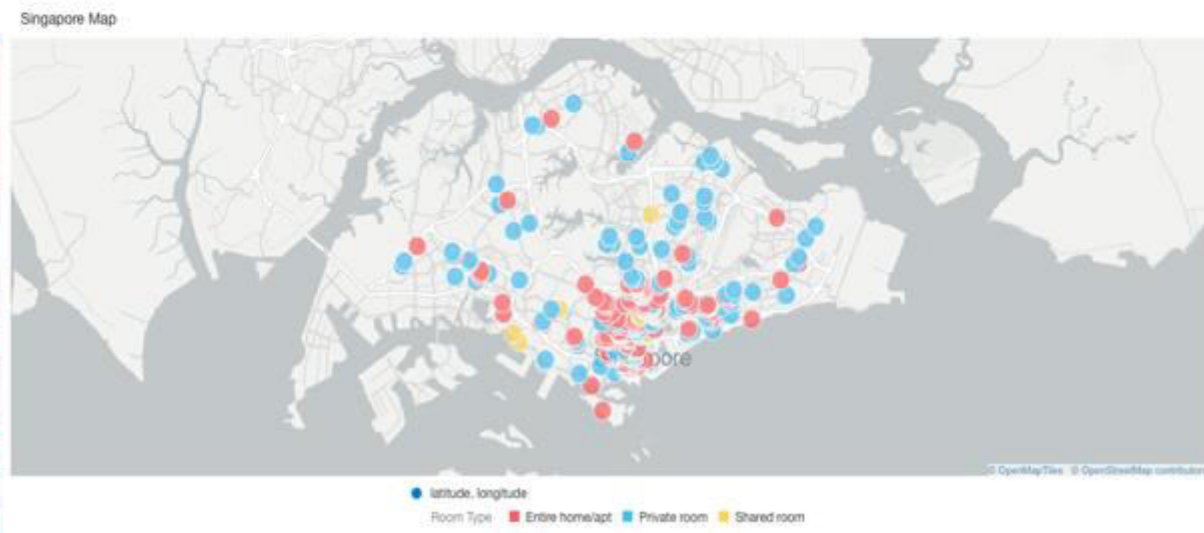 Singapore Map
pore
© OpenMapTiles © OpenStreetMap contributors
latitude, longitude
Room Type Entire home/apt Private room Shared room